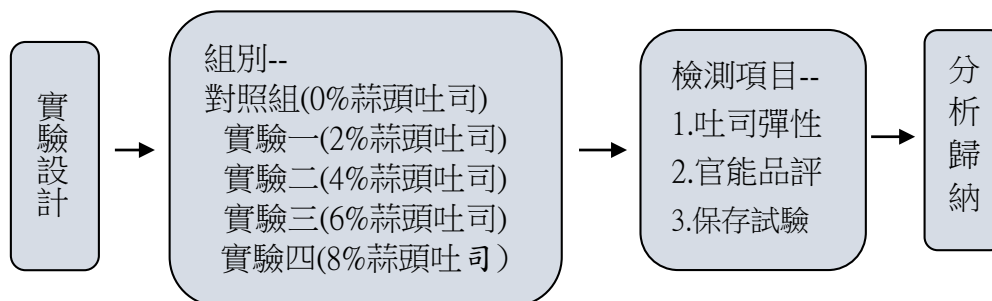 實驗設計
組別--
對照組(0%蒜頭吐司)
實驗一(2%蒜頭吐司)
實驗二(4%蒜頭吐司)
實驗三(6%蒜頭吐司)
實驗四(8%蒜頭吐司）
檢測項目--
1.吐司彈性
2.官能品評
3.保存試驗
分析歸納